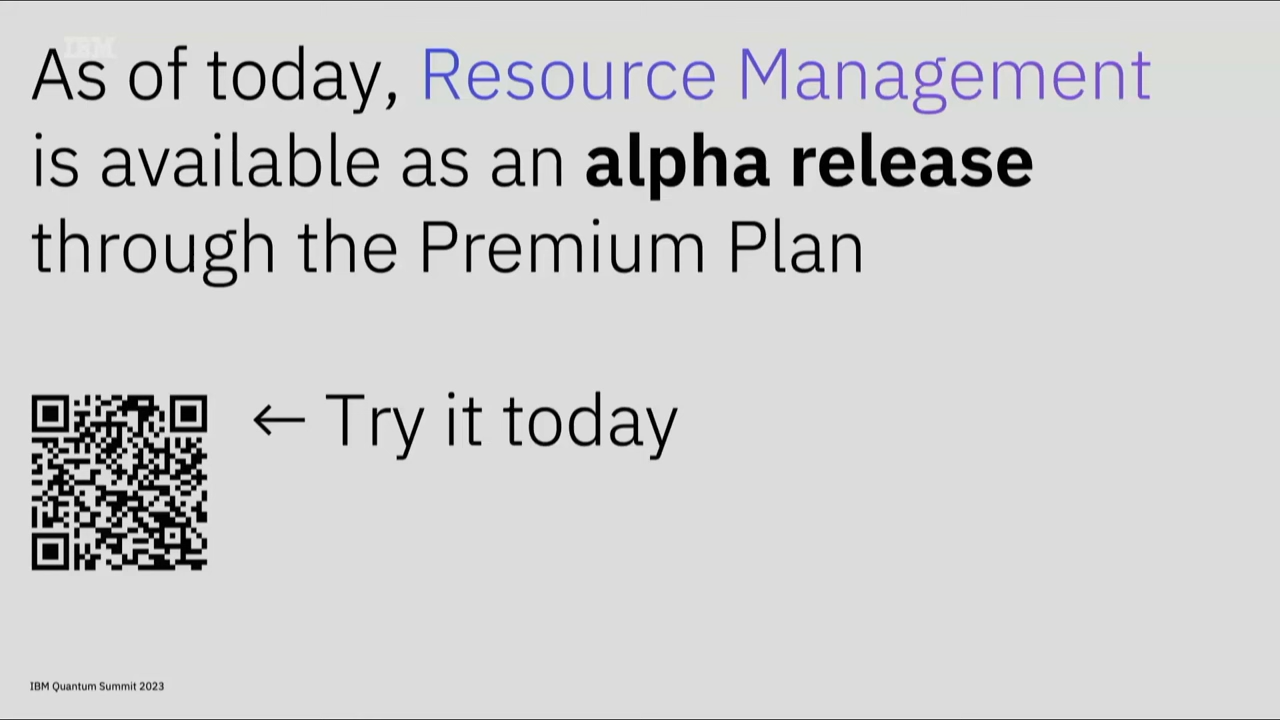 IBM
As of today, Resource Management
is available as an alpha release
through the Premium Plan
← Try it today
IBM Quantum Summit 2023